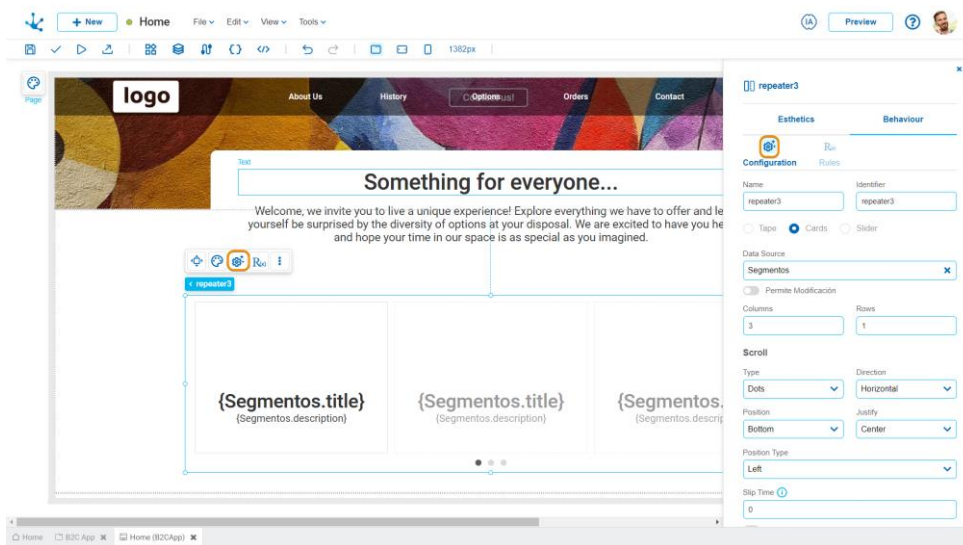 + New
Home
File
Edit
View
Tools
IA
Preview
?
1382px
Page
logo
About Us
History
Options
Orders
Contact
Text
Something for everyone...
Welcome, we invite you to live a unique experience! Explore everything we have to offer and le
yourself be surprised by the diversity of options at your disposal. We are excited to have you he
and hope your time in our space is as special as you imagined.
R(x)
< repeater3
{Segmentos.title}
{Segmentos.description}
{Segmentos.title}
{Segmentos.description}
{Segmentos.
{Segmentos.descrip
repeater3
Esthetics
Behaviour
R(x)
Configuration
Rules
Name
Identifier
repeater3
repeater3
Tape
Cards
Slider
Data Source
Segmentos
Permite Modificación
Columns
Rows
3
1
Scroll
Type
Direction
Dots
Horizontal
Position
Justify
Bottom
Center
Position Type
Left
Slip Time
0
Home
B2C App
Home (B2CApp)